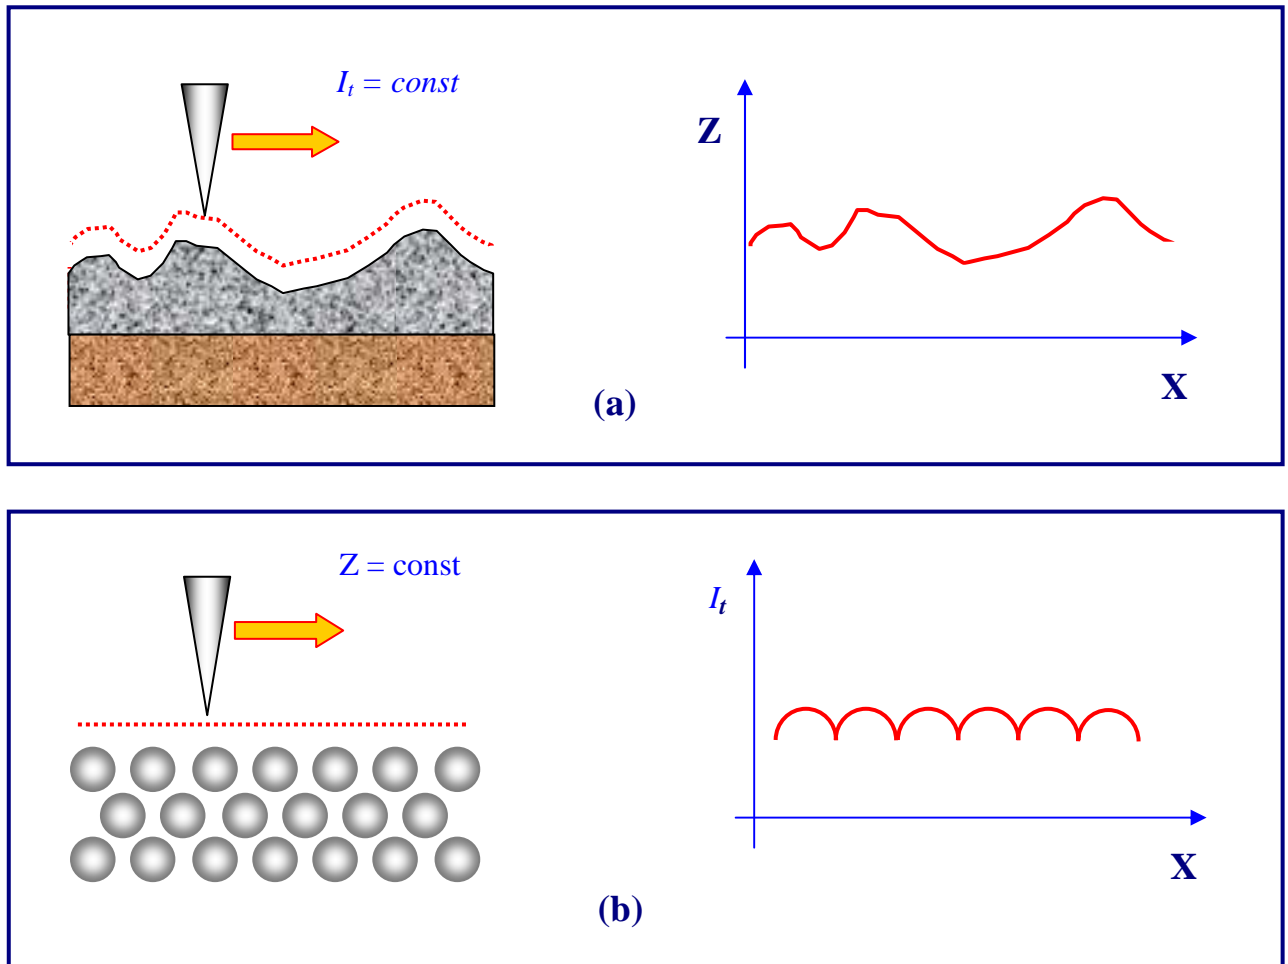 I_t = const
Z
X
(a)
Z = const
I_t
X
(b)